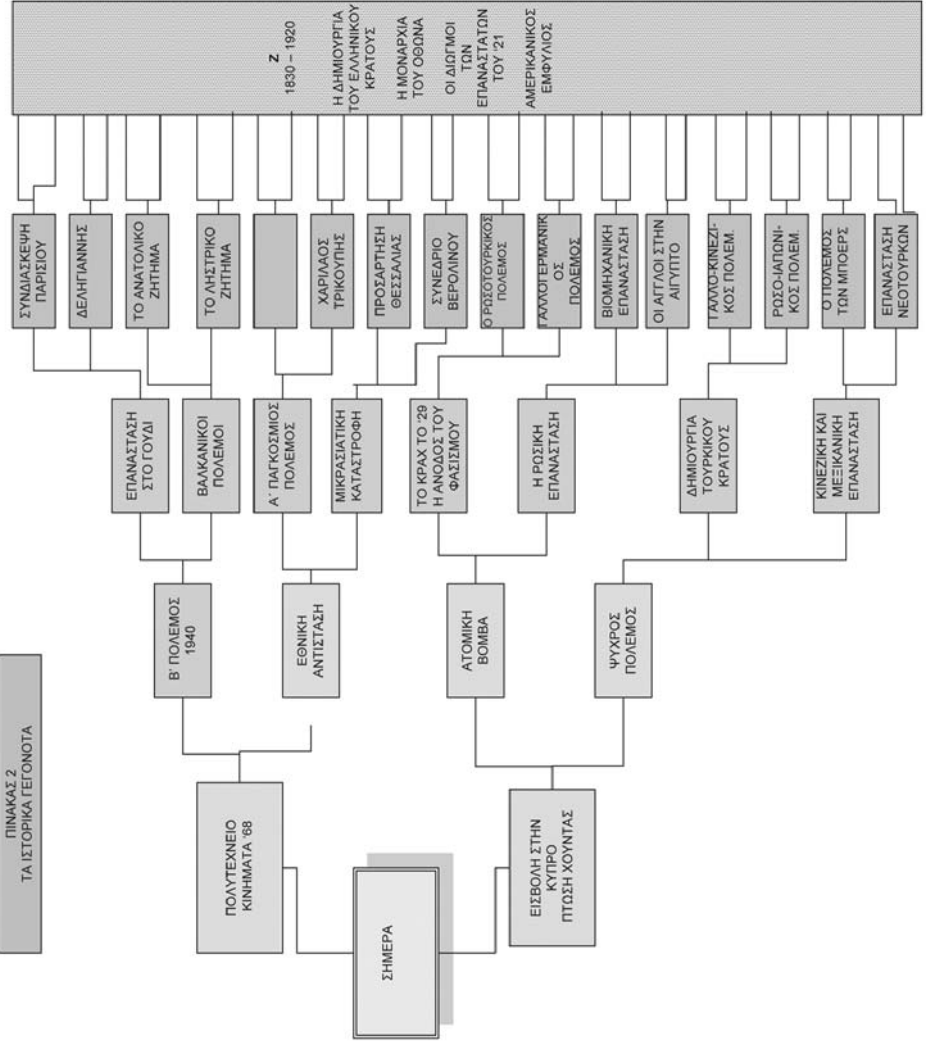 ΠΙΝΑΚΑΣ 2
ΤΑ ΙΣΤΟΡΙΚΑ ΓΕΓΟΝΟΤΑ
ΣΗΜΕΡΑ
ΠΟΛΥΤΕΧΝΕΙΟ
ΚΙΝΗΜΑΤΑ '68
ΕΙΣΒΟΛΗ ΣΤΗΝ
ΚΥΠΡΟ
ΠΤΩΣΗ ΧΟΥΝΤΑΣ
Β' ΠΟΛΕΜΟΣ
1940
ΕΘΝΙΚΗ
ΑΝΤΙΣΤΑΣΗ
ΑΤΟΜΙΚΗ
ΒΟΜΒΑ
ΨΥΧΡΟΣ
ΠΟΛΕΜΟΣ
ΕΠΑΝΑΣΤΑΣΗ
ΣΤΟ ΓΟΥΔΙ
ΒΑΛΚΑΝΙΚΟΙ
ΠΟΛΕΜΟΙ
Α' ΠΑΓΚΟΣΜΙΟΣ
ΠΟΛΕΜΟΣ
ΜΙΚΡΑΣΙΑΤΙΚΗ
ΚΑΤΑΣΤΡΟΦΗ
ΤΟ ΚΡΑΧ ΤΟ '29
Η ΑΝΟΔΟΣ ΤΟΥ
ΦΑΣΙΣΜΟΥ
Η ΡΩΣΙΚΗ
ΕΠΑΝΑΣΤΑΣΗ
ΔΗΜΙΟΥΡΓΙΑ
ΤΟΥΡΚΙΚΟΥ
ΚΡΑΤΟΥΣ
ΚΙΝΕΖΙΚΗ ΚΑΙ
ΜΕΞΙΚΑΝΙΚΗ
ΕΠΑΝΑΣΤΑΣΗ
ΣΥΝΔΙΑΣΚΕΨΗ
ΠΑΡΙΣΙΟΥ
ΔΕΛΗΓΙΑΝΝΗΣ
ΤΟ ΑΝΑΤΟΛΙΚΟ
ΖΗΤΗΜΑ
ΤΟ ΛΗΣΤΡΙΚΟ
ΖΗΤΗΜΑ
ΧΑΡΙΛΑΟΣ
ΤΡΙΚΟΥΠΗΣ
ΠΡΟΣΑΡΤΗΣΗ
ΘΕΣΣΑΛΙΑΣ
ΣΥΝΕΔΡΙΟ
ΒΕΡΟΛΙΝΟΥ
Ο ΡΩΣΟΤΟΥΡΚΙΚΟΣ
ΠΟΛΕΜΟΣ
ΓΑΛΛΟΓΕΡΜΑΝΙΚ
ΟΣ
ΠΟΛΕΜΟΣ
ΒΙΟΜΗΧΑΝΙΚΗ
ΕΠΑΝΑΣΤΑΣΗ
ΟΙ ΑΓΓΛΟΙ ΣΤΗΝ
ΑΙΓΥΠΤΟ
ΓΑΛΛΟ-ΚΙΝΕΖΙ-
ΚΟΣ ΠΟΛΕΜ.
ΡΩΣΟ-ΙΑΠΩΝΙ-
ΚΟΣ ΠΟΛΕΜ.
Ο ΠΟΛΕΜΟΣ
ΤΩΝ ΜΠΟΕΡΣ
ΕΠΑΝΑΣΤΑΣΗ
ΝΕΟΤΟΥΡΚΩΝ
Ζ
1830 – 1920
Η ΔΗΜΙΟΥΡΓΙΑ
ΤΟΥ ΕΛΛΗΝΙΚΟΥ
ΚΡΑΤΟΥΣ
Η ΜΟΝΑΡΧΙΑ
ΤΟΥ ΟΘΩΝΑ
ΟΙ ΔΙΩΓΜΟΙ
ΤΩΝ
ΕΠΑΝΑΣΤΑΤΩΝ
ΤΟΥ '21
ΑΜΕΡΙΚΑΝΙΚΟΣ
ΕΜΦΥΛΙΟΣ